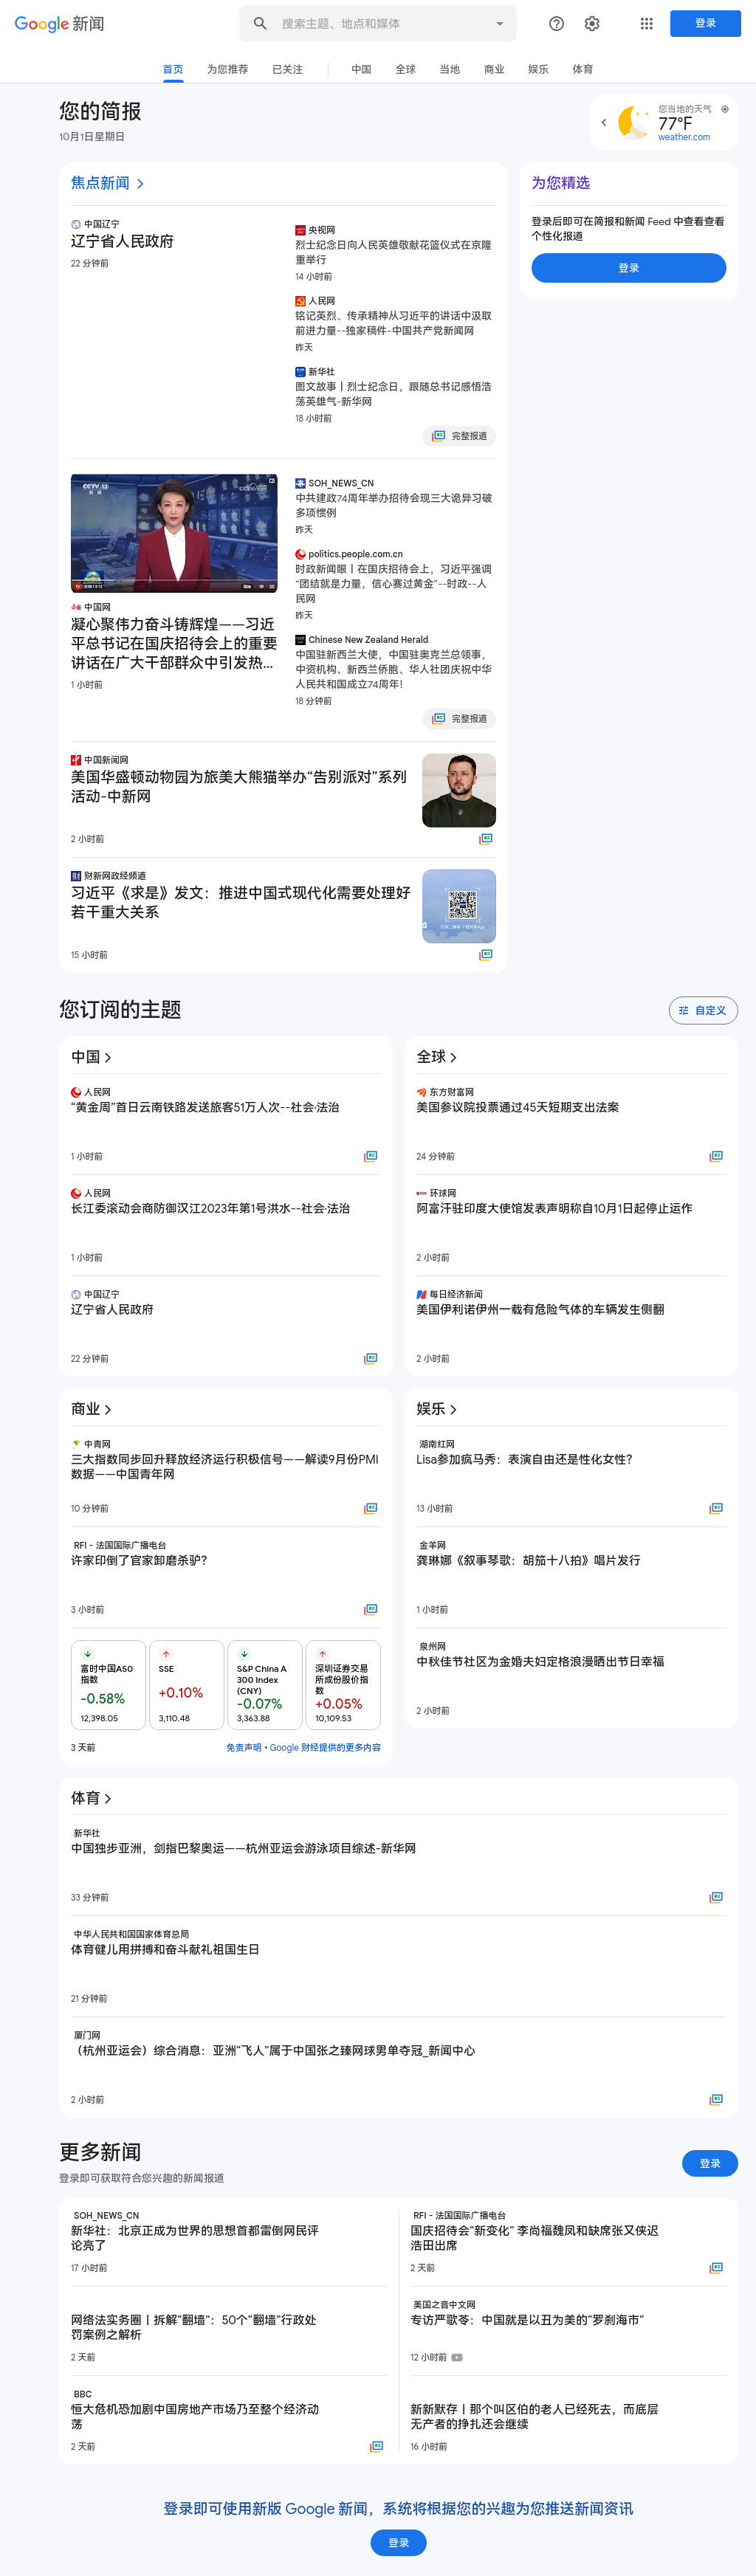 Google 新闻
搜索主题、地点和媒体
登录
首页
为您推荐
已关注
中国
全球
当地
商业
娱乐
体育
您的简报
10月1日星期日
您当地的天气
77°F
weather.com
焦点新闻
中国辽宁
辽宁省人民政府
22 分钟前
央视网
烈士纪念日向人民英雄敬献花篮仪式在京隆
重举行
14 小时前
人民网
铭记英烈、传承精神从习近平的讲话中汲取
前进力量--独家稿件-中国共产党新闻网
昨天
新华社
图文故事丨烈士纪念日，跟随总书记感悟浩
荡英雄气-新华网
18 小时前
完整报道
为您精选
登录后即可在简报和新闻 Feed 中查看查看
个性化报道
登录
中国网
凝心聚伟力奋斗铸辉煌——习近
平总书记在国庆招待会上的重要
讲话在广大干部群众中引发热...
1 小时前
SOH_NEWS_CN
中共建政74周年举办招待会现三大诡异习破
多项惯例
昨天
politics.people.com.cn
时政新闻眼丨在国庆招待会上，习近平强调
“团结就是力量，信心赛过黄金”--时政--人
民网
昨天
Chinese New Zealand Herald
中国驻新西兰大使，中国驻奥克兰总领事，
中资机构、新西兰侨胞、华人社团庆祝中华
人民共和国成立74周年！
18 分钟前
完整报道
中国新闻网
美国华盛顿动物园为旅美大熊猫举办“告别派对”系列
活动-中新网
2 小时前
财新网政经频道
习近平《求是》发文：推进中国式现代化需要处理好
若干重大关系
15 小时前
您订阅的主题
自定义
中国
人民网
“黄金周”首日云南铁路发送旅客51万人次--社会·法治
1 小时前
人民网
长江委滚动会商防御汉江2023年第1号洪水--社会·法治
1 小时前
中国辽宁
辽宁省人民政府
22 分钟前
全球
东方财富网
美国参议院投票通过45天短期支出法案
24 分钟前
环球网
阿富汗驻印度大使馆发表声明称自10月1日起停止运作
2 小时前
每日经济新闻
美国伊利诺伊州一载有危险气体的车辆发生侧翻
2 小时前
商业
中青网
三大指数同步回升释放经济运行积极信号——解读9月份PMI
数据——中国青年网
10 分钟前
RFI - 法国国际广播电台
许家印倒了官家卸磨杀驴？
3 小时前
富时中国A50
指数
-0.58%
12,398.05
SSE
+0.10%
3,110.48
S&P China A
300 Index
(CNY)
-0.07%
3,363.88
深圳证券交易
所成份股价指
数
+0.05%
10,109.53
3 天前
免责声明 • Google 财经提供的更多内容
娱乐
湖南红网
Lisa参加疯马秀：表演自由还是性化女性？
13 小时前
金羊网
龚琳娜《叙事琴歌：胡笳十八拍》唱片发行
1 小时前
泉州网
中秋佳节社区为金婚夫妇定格浪漫晒出节日幸福
2 小时前
体育
新华社
中国独步亚洲，剑指巴黎奥运——杭州亚运会游泳项目综述-新华网
33 分钟前
中华人民共和国国家体育总局
体育健儿用拼搏和奋斗献礼祖国生日
21 分钟前
厦门网
（杭州亚运会）综合消息：亚洲“飞人”属于中国张之臻网球男单夺冠_新闻中心
2 小时前
更多新闻
登录即可获取符合您兴趣的新闻报道
登录
SOH_NEWS_CN
新华社：北京正成为世界的思想首都雷倒网民评
论亮了
17 小时前
网络法实务圈丨拆解“翻墙”：50个“翻墙”行政处
罚案例之解析
2 天前
BBC
恒大危机恐加剧中国房地产市场乃至整个经济动
荡
2 天前
RFI - 法国国际广播电台
国庆招待会“新变化” 李尚福魏凤和缺席张又侠迟
浩田出席
2 天前
美国之音中文网
专访严歌苓：中国就是以丑为美的“罗刹海市”
12 小时前
新新默存丨那个叫区伯的老人已经死去，而底层
无产者的挣扎还会继续
16 小时前
登录即可使用新版 Google 新闻，系统将根据您的兴趣为您推送新闻资讯
登录